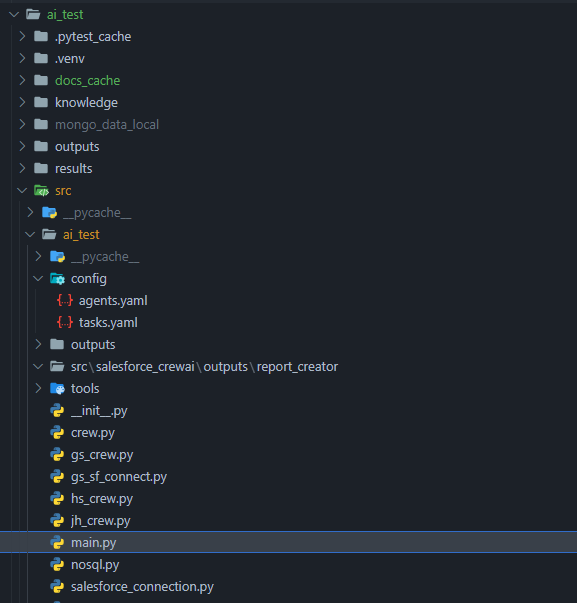 ai_test
.pytest_cache
.venv
docs_cache
knowledge
mongo_data_local
outputs
results
src
__pycache__
ai_test
__pycache__
config
agents.yaml
tasks.yaml
outputs
src\salesforce_crewai\outputs\report_creator
tools
__init__.py
crew.py
gs_crew.py
gs_sf_connect.py
hs_crew.py
jh_crew.py
main.py
nosql.py
salesforce_connection.py